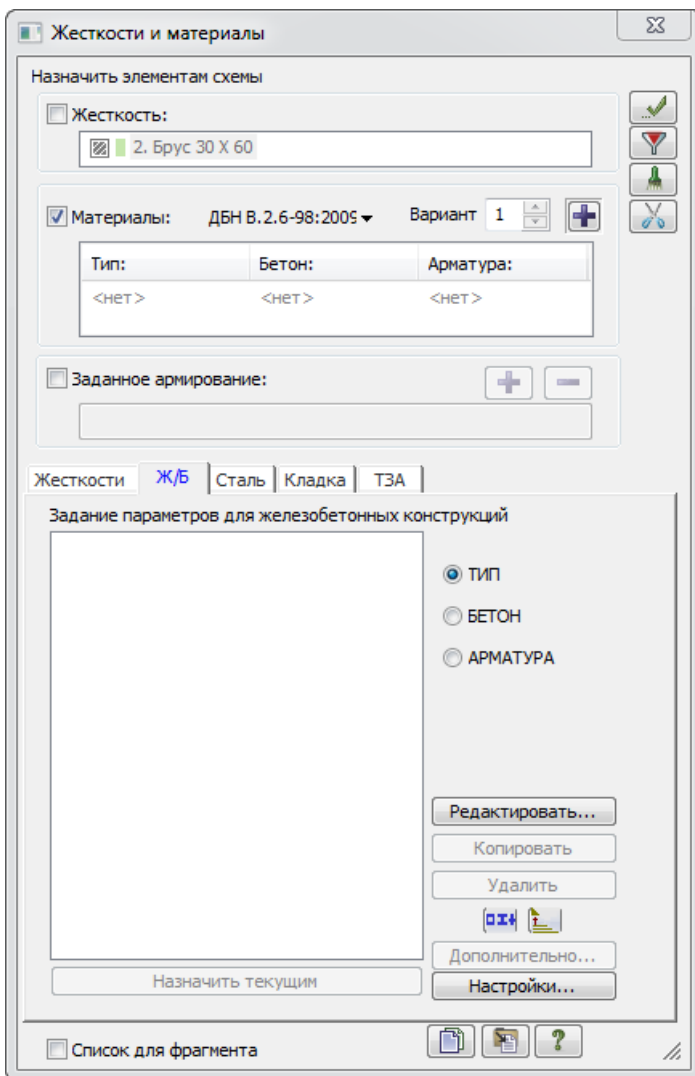 Жесткости и материалы
Назначить элементам схемы
Жесткость:
2. Брус 30 X 60
Материалы: ДБН В.2.6-98:2009 Вариант 1
Тип: Бетон: Арматура:
<нет> <нет> <нет>
Заданное армирование:
Жесткости Ж/Б Сталь Кладка ТЗА
Задание параметров для железобетонных конструкций
ТИП
БЕТОН
АРМАТУРА
Редактировать...
Копировать
Удалить
Дополнительно...
Назначить текущим Настройки...
Список для фрагмента ?